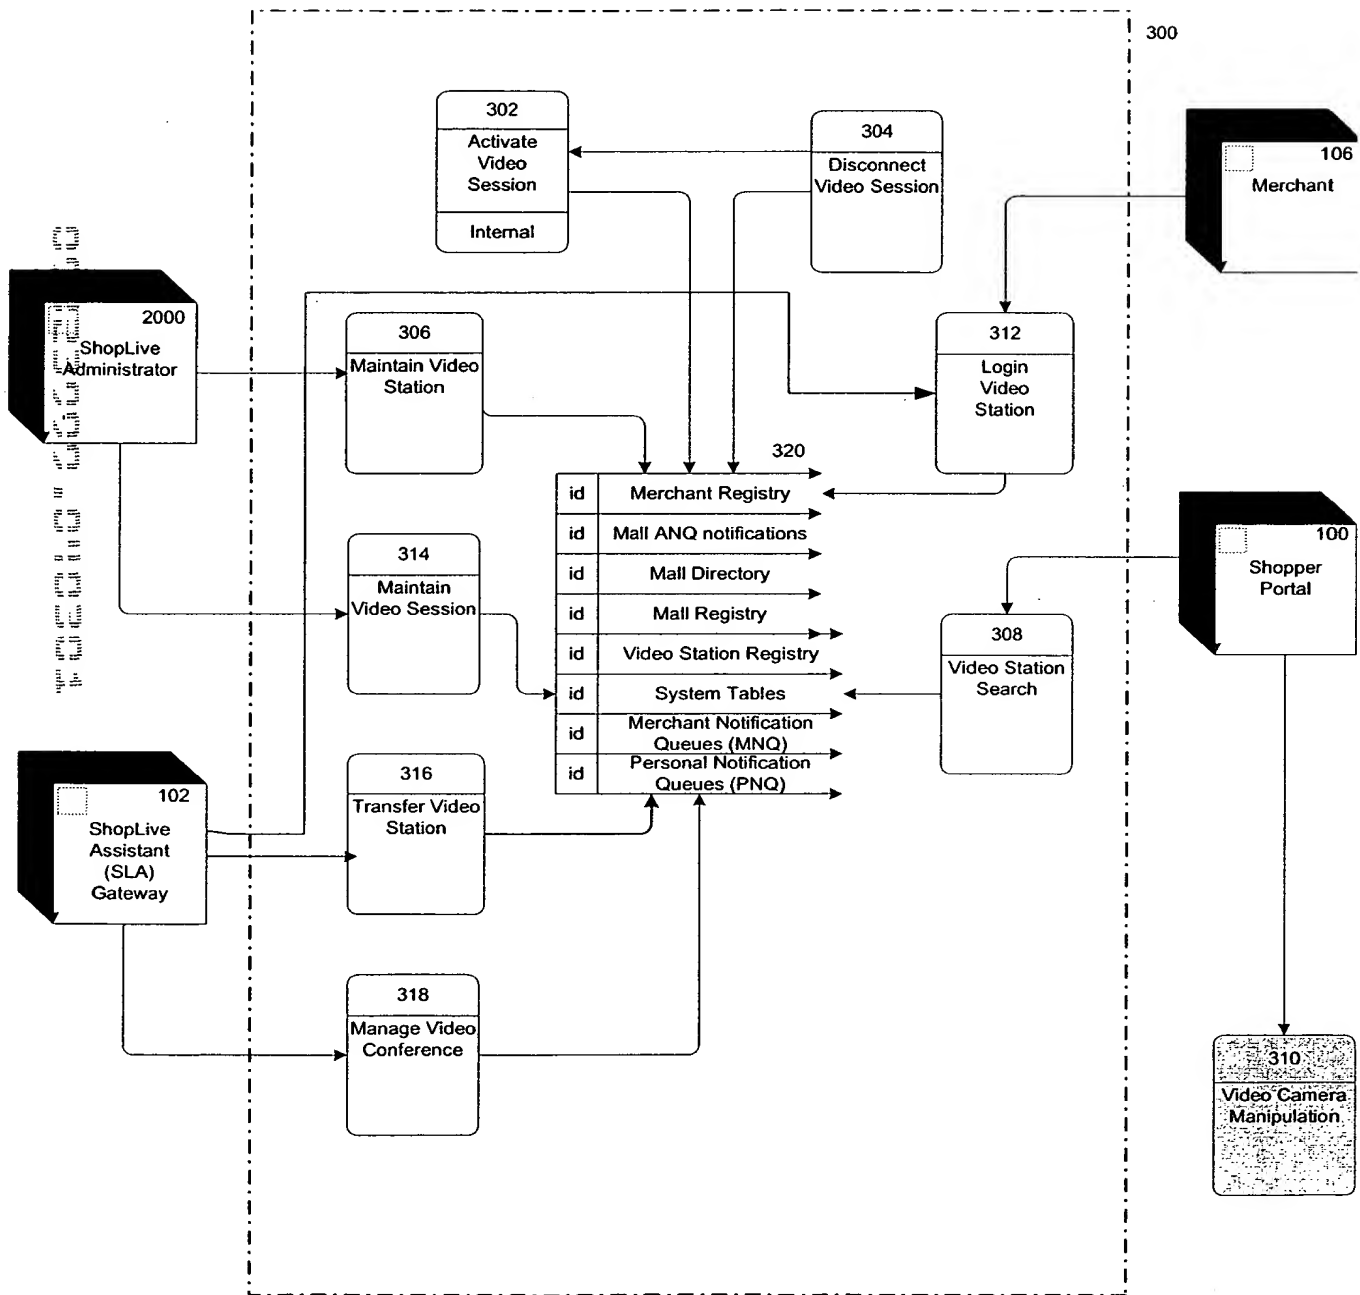 300
302
Activate
Video
Session
Internal
304
Disconnect
Video Session
106
Merchant
2000
ShopLive
Administrator
306
Maintain Video
Station
312
Login
Video
Station
320
id Merchant Registry
id Mall ANQ notifications
id Mall Directory
id Mall Registry
id Video Station Registry
id System Tables
id Merchant Notification
Queues (MNQ)
id Personal Notification
Queues (PNQ)
314
Maintain
Video Session
100
Shopper
Portal
308
Video Station
Search
102
ShopLive
Assistant
(SLA)
Gateway
316
Transfer Video
Station
318
Manage Video
Conference
310
Video Camera
Manipulation